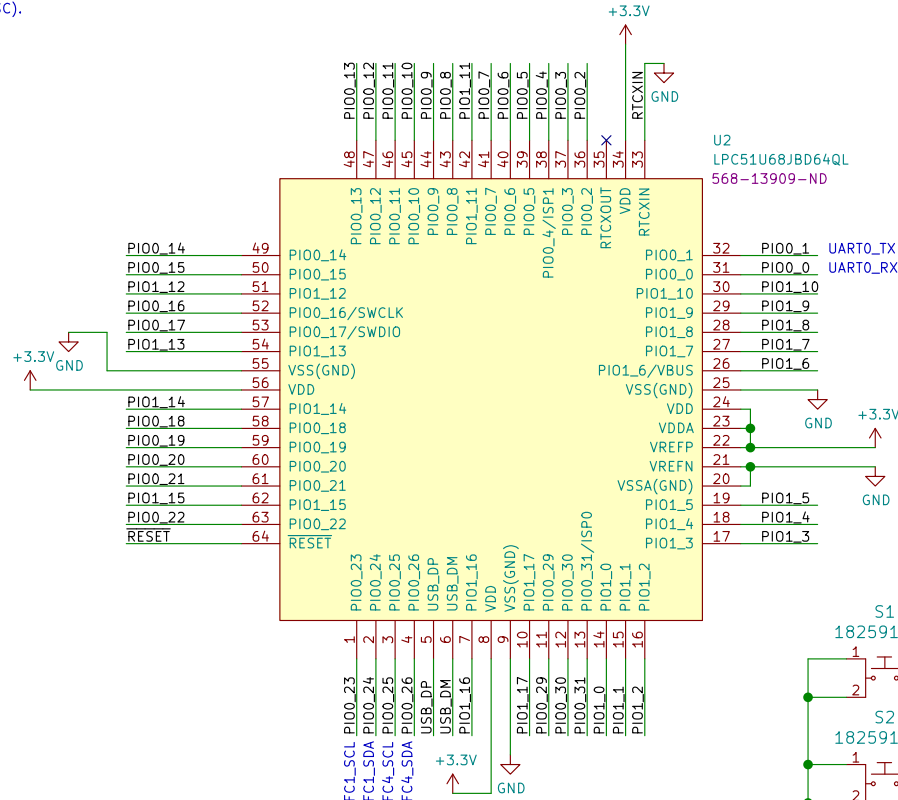 SC).
+3.3V
PIO0_13
PIO0_12
PIO0_11
PIO0_10
PIO0_9
PIO0_8
PIO1_11
PIO0_7
PIO0_6
PIO0_5
PIO0_4
PIO0_3
PIO0_2
RTCXIN
GND
48
47
46
45
44
43
42
41
40
39
38
37
36
35
34
33
U2
LPC51U68JBD64QL
568-13909-ND
PIO0_13
PIO0_12
PIO0_11
PIO0_10
PIO0_9
PIO0_8
PIO1_11
PIO0_7
PIO0_6
PIO0_5
PIO0_4/ISP1
PIO0_3
PIO0_2
RTCXOUT
VDD
RTCXIN
PIO0_14 49 PIO0_14
PIO0_15 50 PIO0_15
PIO1_12 51 PIO1_12
PIO0_16 52 PIO0_16/SWCLK
PIO0_17 53 PIO0_17/SWDIO
PIO1_13 54 PIO1_13
+3.3V GND 55 VSS(GND)
56 VDD
PIO1_14 57 PIO1_14
PIO0_18 58 PIO0_18
PIO0_19 59 PIO0_19
PIO0_20 60 PIO0_20
PIO0_21 61 PIO0_21
PIO1_15 62 PIO1_15
PIO0_22 63 PIO0_22
RESET 64 RESET
PIO0_1 32 PIO0_1 UART0_TX
PIO0_0 31 PIO0_0 UART0_RX
PIO1_10 30 PIO1_10
PIO1_9 29 PIO1_9
PIO1_8 28 PIO1_8
PIO1_7 27 PIO1_7
PIO1_6/VBUS 26 PIO1_6
VSS(GND) 25
GND
VDD 24
+3.3V
VDDA 23
VREFP 22
VREFN 21
VSSA(GND) 20
GND
PIO1_5 19 PIO1_5
PIO1_4 18 PIO1_4
PIO1_3 17 PIO1_3
PIO0_23
PIO0_24
PIO0_25
PIO0_26
USB_DP
USB_DM
PIO1_16
VDD
VSS(GND)
PIO1_17
PIO0_29
PIO0_30
PIO0_31/ISP0
PIO1_0
PIO1_1
PIO1_2
1
2
3
4
5
6
7
8
9
10
11
12
13
14
15
16
PIO0_23
PIO0_24
PIO0_25
PIO0_26
USB_DP
USB_DM
PIO1_16
PIO1_17
PIO0_29
PIO0_30
PIO0_31
PIO1_0
PIO1_1
PIO1_2
FC1_SCL
FC1_SDA
FC4_SCL
FC4_SDA
+3.3V
GND
S1
182591
1
2
S2
182591
1
2